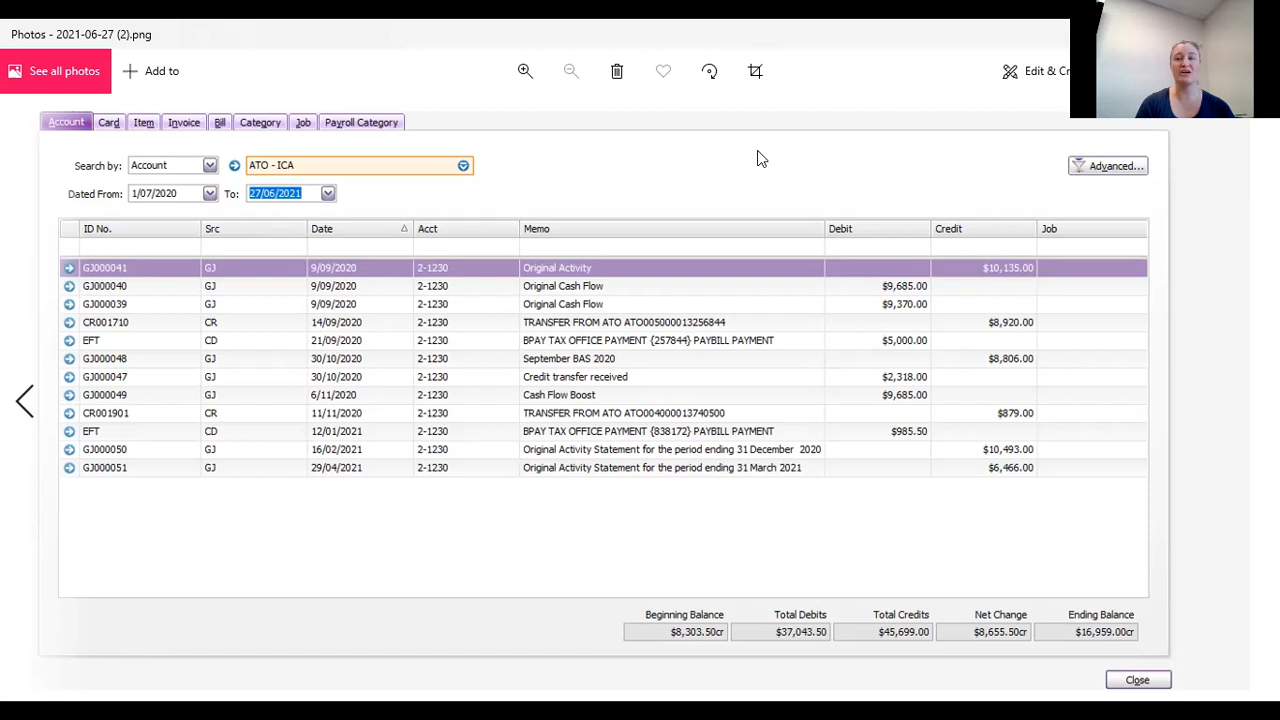 Photos - 2021-06-27 (2).png
See all photos
Add to
Edit & Cr
Account Card Item Invoice Bill Category Job Payroll Category
Search by: Account ATO - ICA Advanced...
Dated From: 1/07/2020 To: 27/06/2021
ID No. Src Date Acct Memo Debit Credit Job
GJ000041 GJ 9/09/2020 2-1230 Original Activity $10,135.00
GJ000040 GJ 9/09/2020 2-1230 Original Cash Flow $9,685.00
GJ000039 GJ 9/09/2020 2-1230 Original Cash Flow $9,370.00
CR001710 CR 14/09/2020 2-1230 TRANSFER FROM ATO ATO005000013256844 $8,920.00
EFT CD 21/09/2020 2-1230 BPAY TAX OFFICE PAYMENT {257844} PAYBILL PAYMENT $5,000.00
GJ000048 GJ 30/10/2020 2-1230 September BAS 2020 $8,806.00
GJ000047 GJ 30/10/2020 2-1230 Credit transfer received $2,318.00
GJ000049 GJ 6/11/2020 2-1230 Cash Flow Boost $9,685.00
CR001901 CR 11/11/2020 2-1230 TRANSFER FROM ATO ATO004000013740500 $879.00
EFT CD 12/01/2021 2-1230 BPAY TAX OFFICE PAYMENT {838172} PAYBILL PAYMENT $985.50
GJ000050 GJ 16/02/2021 2-1230 Original Activity Statement for the period ending 31 December 2020 $10,493.00
GJ000051 GJ 29/04/2021 2-1230 Original Activity Statement for the period ending 31 March 2021 $6,466.00
Beginning Balance Total Debits Total Credits Net Change Ending Balance
$8,303.50cr $37,043.50 $45,699.00 $8,655.50cr $16,959.00cr
Close